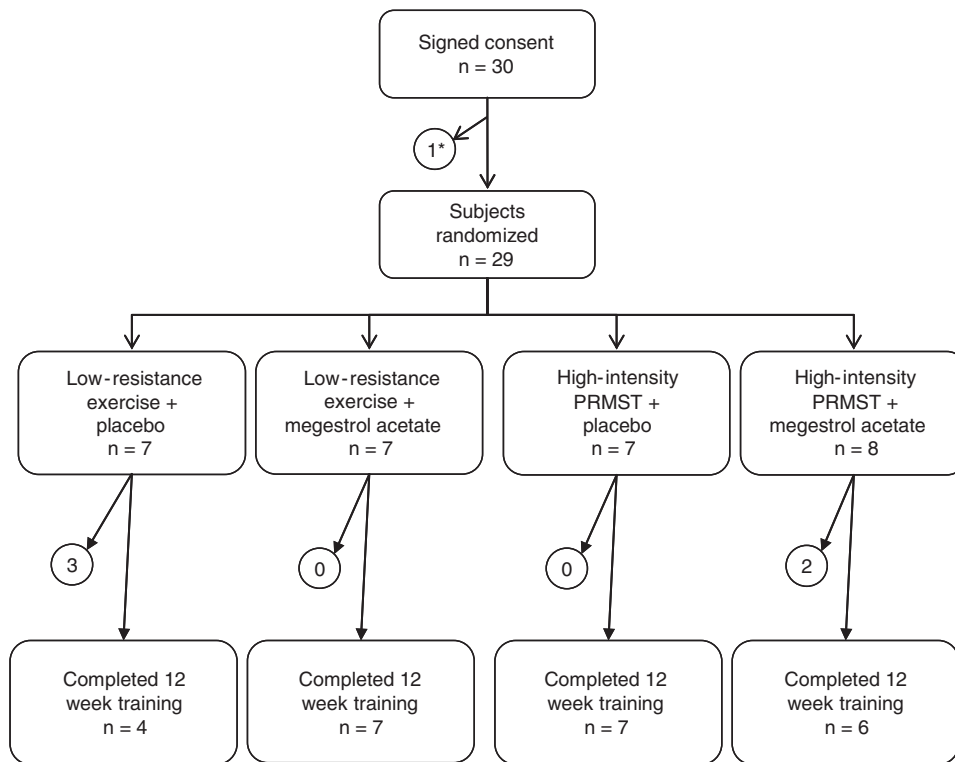 Signed consent
n = 30
1*
Subjects
randomized
n = 29
Low-resistance
exercise +
placebo
n = 7
Low-resistance
exercise +
megestrol acetate
n = 7
High-intensity
PRMST +
placebo
n = 7
High-intensity
PRMST +
megestrol acetate
n = 8
3
0
0
2
Completed 12
week training
n = 4
Completed 12
week training
n = 7
Completed 12
week training
n = 7
Completed 12
week training
n = 6